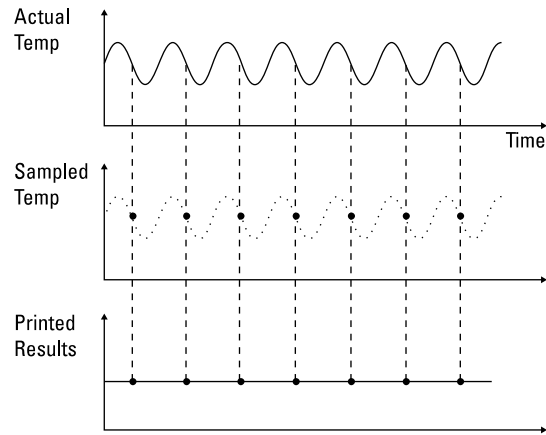 Actual
Temp
Time
Sampled
Temp
Printed
Results